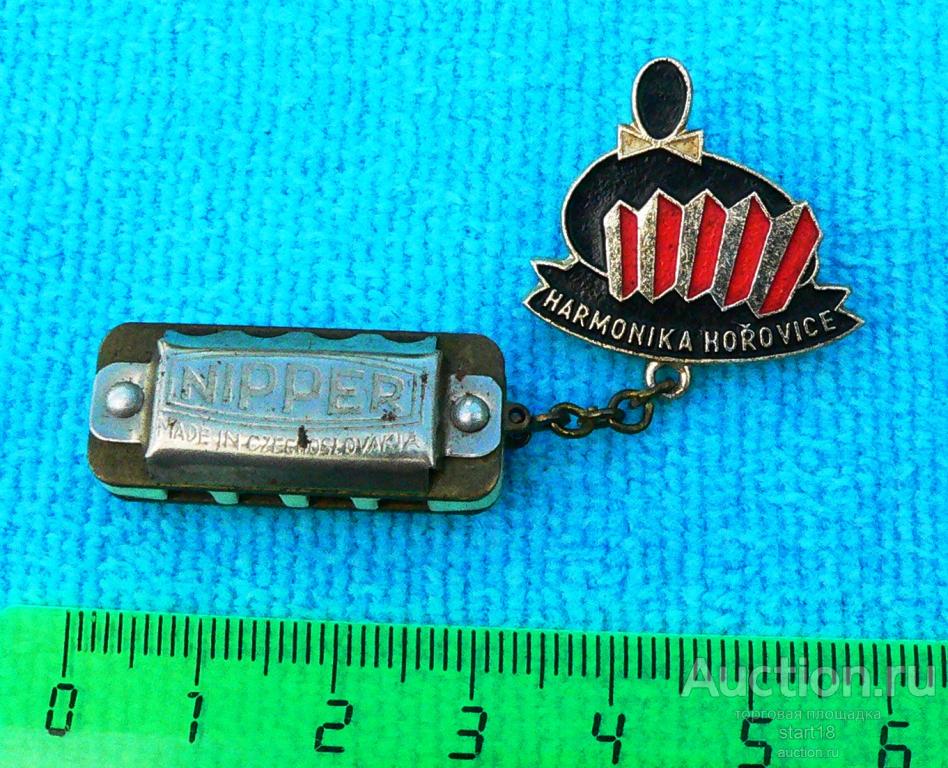 HARMONIKA HOŘOVICE
NIPPER
MADE IN CZECHOSLOVAKIA
0 1 2 3 4 5 6
Auction.ru
торговая площадка
start18
auction.ru